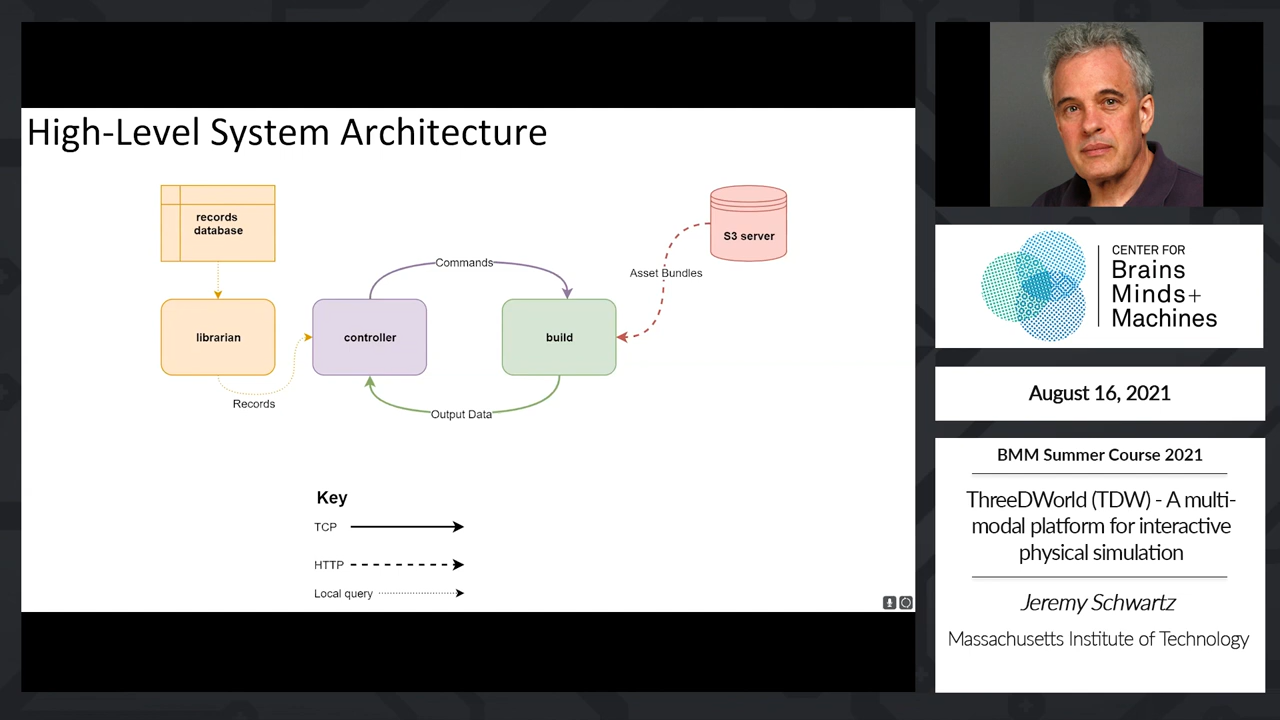 High-Level System Architecture
records
database
S3 server
Commands
Asset Bundles
librarian
controller
build
Records
Output Data
Key
TCP
HTTP
Local query
CENTER FOR
Brains
Minds+
Machines
August 16, 2021
BMM Summer Course 2021
ThreeDWorld (TDW) - A multi-
modal platform for interactive
physical simulation
Jeremy Schwartz
Massachusetts Institute of Technology